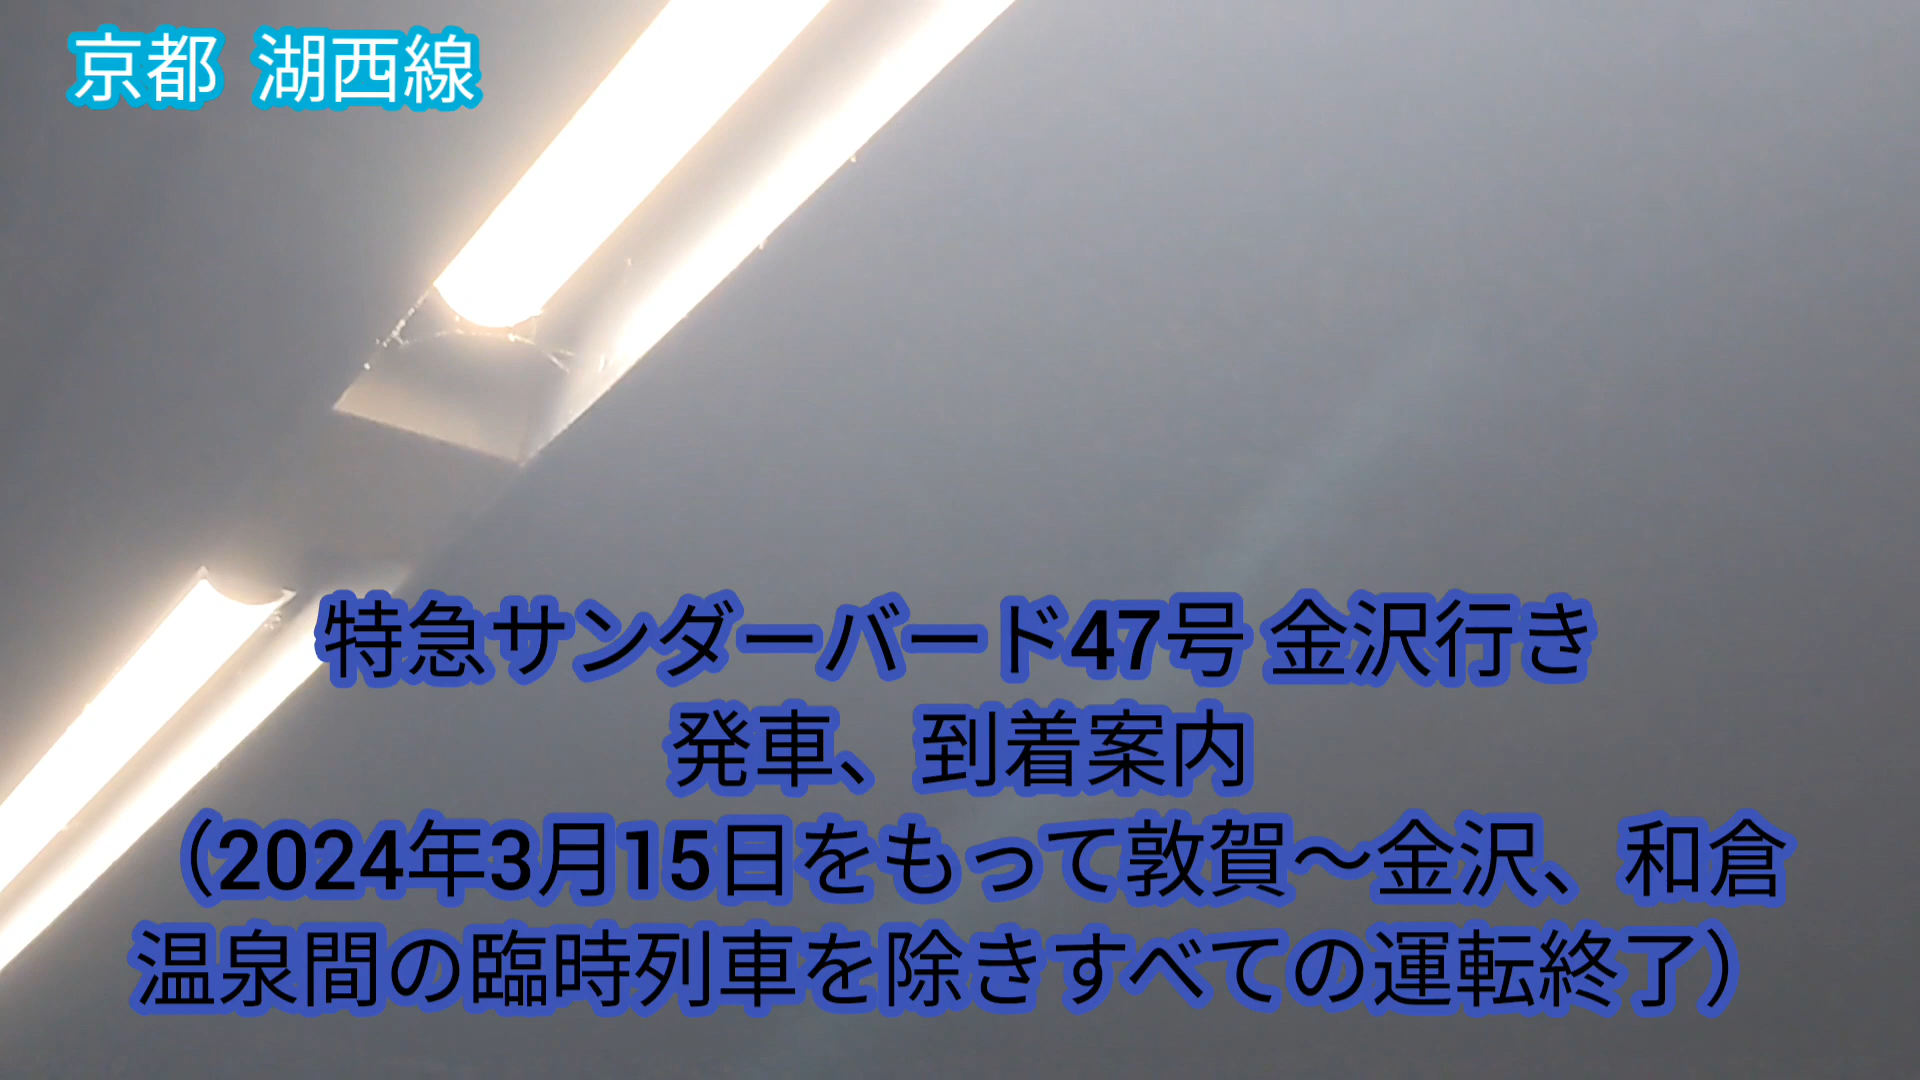 京都 湖西線
特急サンダーバード47号 金沢行き
発車、到着案内
（2024年3月15日をもって敦賀～金沢、和倉
温泉間の臨時列車を除きすべての運転終了）